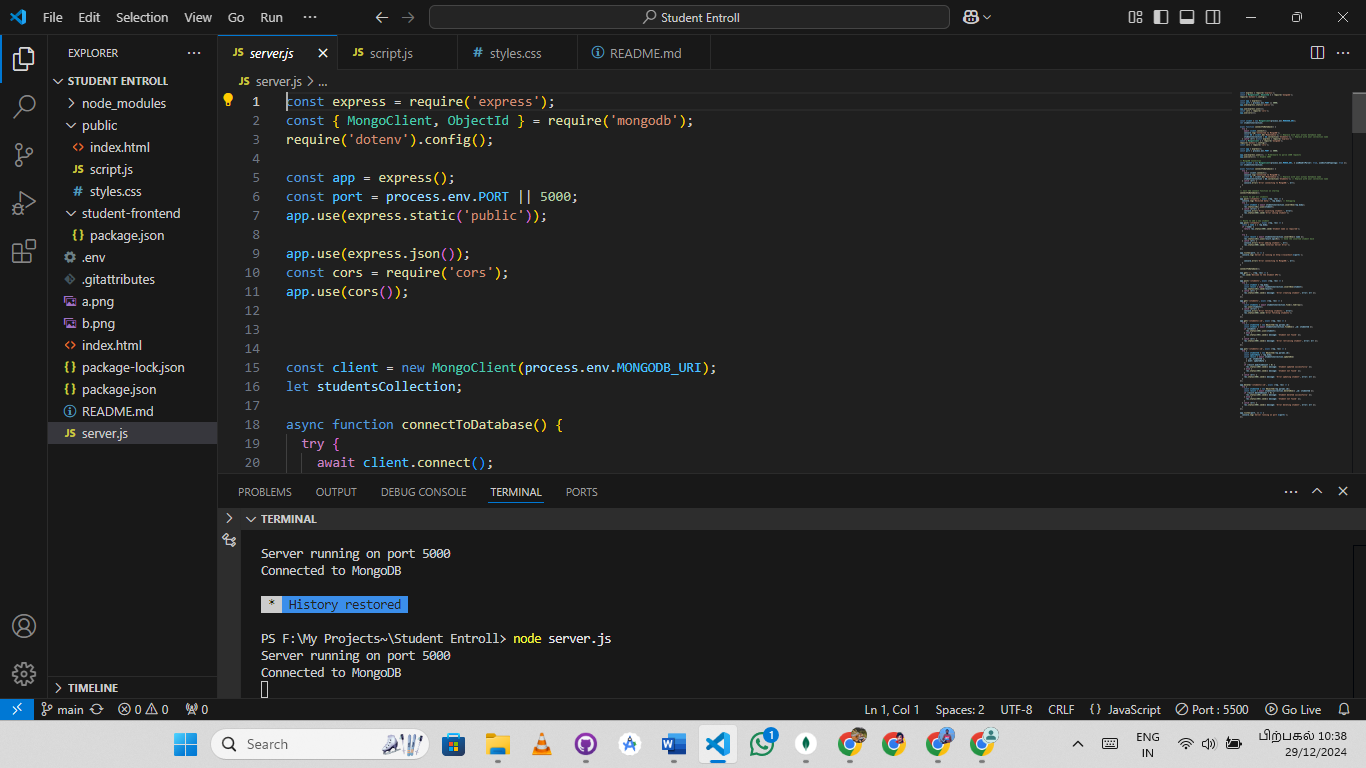 File Edit Selection View Go Run ···
Student Entroll
EXPLORER
STUDENT ENTROLL
node_modules
public
<> index.html
JS script.js
# styles.css
student-frontend
{} package.json
.env
.gitattributes
a.png
b.png
<> index.html
{} package-lock.json
{} package.json
README.md
JS server.js
TIMELINE
JS server.js
JS script.js
# styles.css
README.md
JS server.js > ...
1 const express = require('express');
2 const { MongoClient, ObjectId } = require('mongodb');
3 require('dotenv').config();
4
5 const app = express();
6 const port = process.env.PORT || 5000;
7 app.use(express.static('public'));
8
9 app.use(express.json());
10 const cors = require('cors');
11 app.use(cors());
12
13
14
15 const client = new MongoClient(process.env.MONGODB_URI);
16 let studentsCollection;
17
18 async function connectToDatabase() {
19 try {
20 await client.connect();
PROBLEMS OUTPUT DEBUG CONSOLE TERMINAL PORTS
TERMINAL
Server running on port 5000
Connected to MongoDB
* History restored
PS F:\My Projects~\Student Entroll> node server.js
Server running on port 5000
Connected to MongoDB
main 0 0 0
Ln 1, Col 1 Spaces: 2 UTF-8 CRLF {} JavaScript Port : 5500 Go Live
Search
1
ENG
IN
பிற்பகல் 10:38
29/12/2024